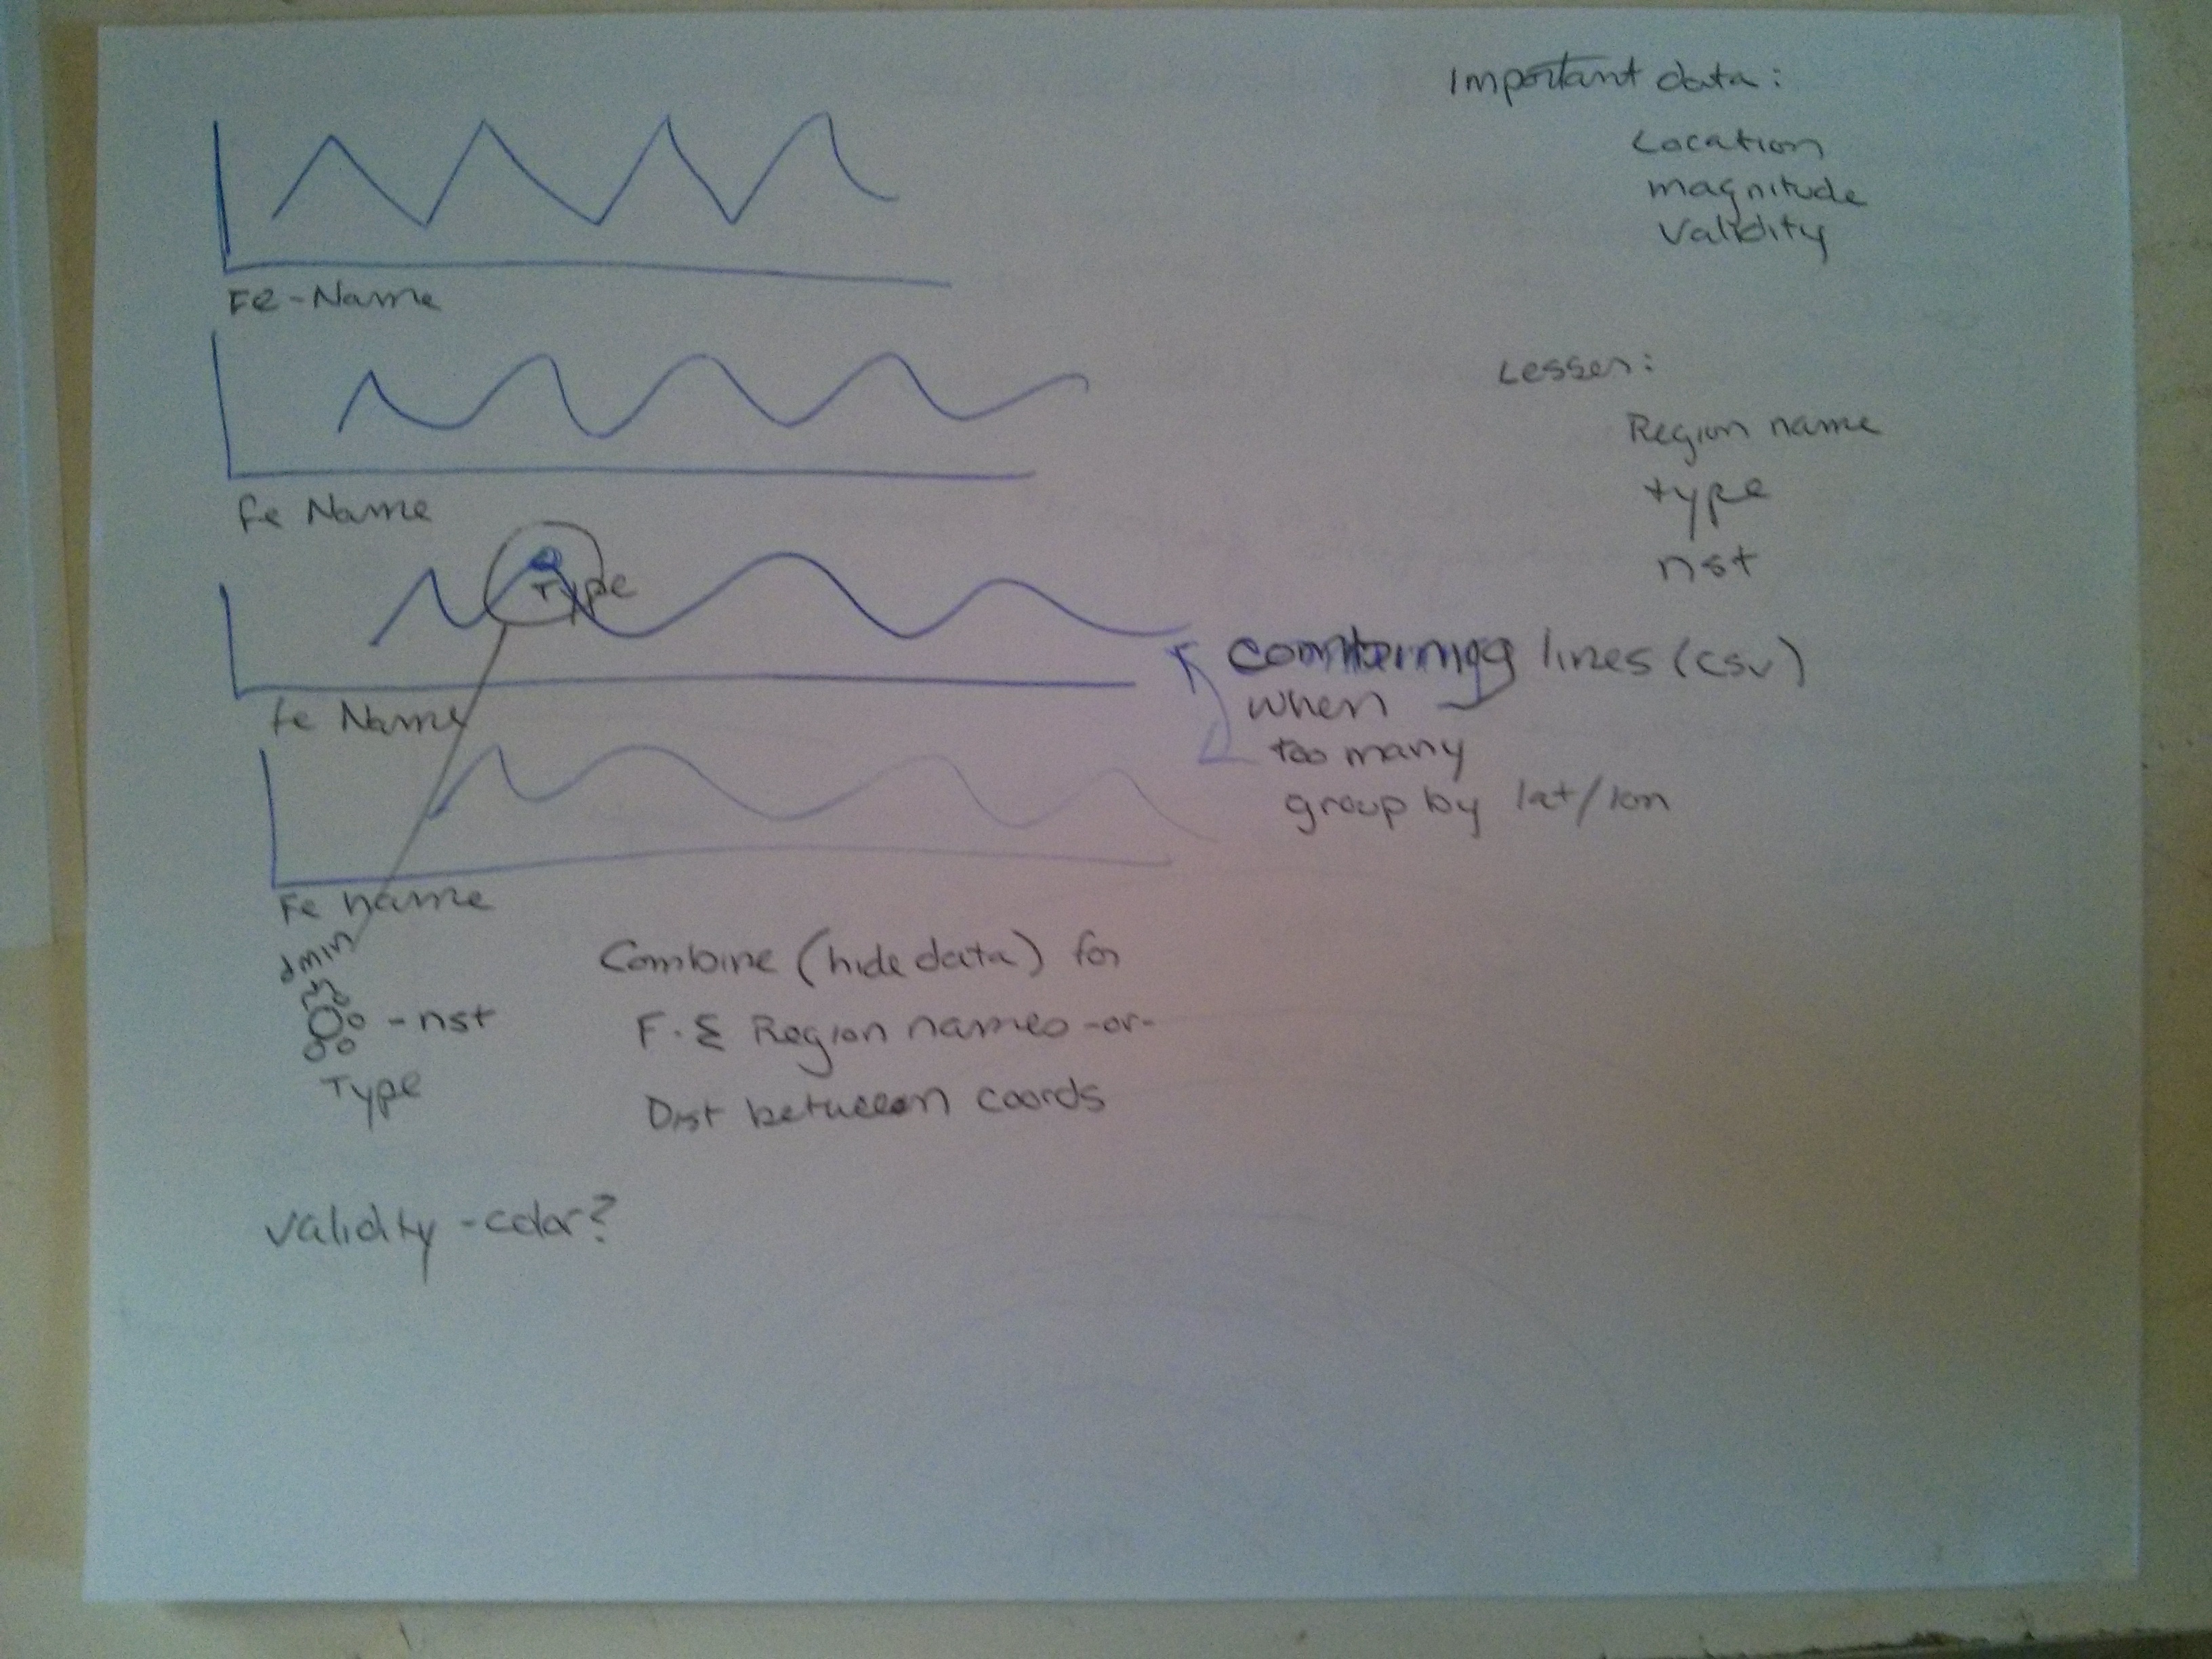 Important data:
Location
magnitude
Validity
Fe-Name
Lesser:
Region name
type
nst
Fe Name
Type
lines (csv)
when
too many
group by lat/lon
Fe Name
Fe name
dmin
-nst
Type
Combine (hide data) for
F.E Region names -or-
Dist between coords
validity - color?